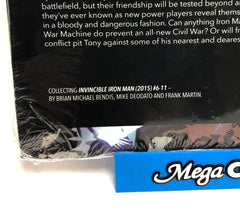 battlefield, but their friendship will be tested beyond a
they've ever known as new power players reveal thems
in a bloody and dangerous fashion. Can anything Iron M
War Machine do prevent an all-new Civil War? Or will fr
conflict pit Tony against some of his nearest and deares
COLLECTING INVINCIBLE IRON MAN (2015) #6-11 –
BY BRIAN MICHAEL BENDIS, MIKE DEODATO AND FRANK MARTIN.
Mega